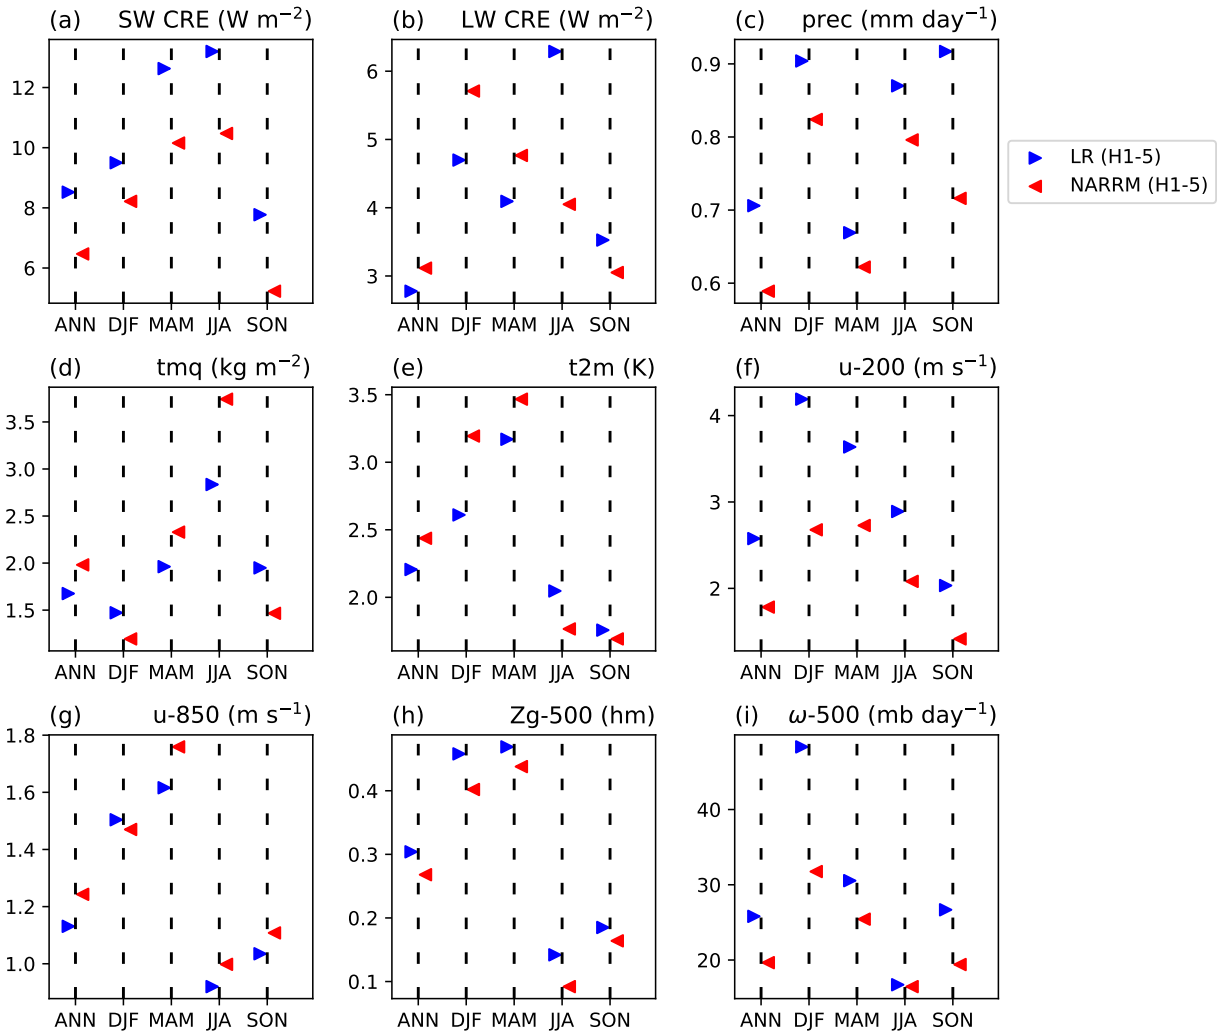 (a) SW CRE (W m⁻²)
12
10
8
6
ANN DJF MAM JJA SON
(b) LW CRE (W m⁻²)
6
5
4
3
ANN DJF MAM JJA SON
(c) prec (mm day⁻¹)
0.9
0.8
0.7
0.6
ANN DJF MAM JJA SON
LR (H1-5)
NARRM (H1-5)
(d) tmq (kg m⁻²)
3.5
3.0
2.5
2.0
1.5
ANN DJF MAM JJA SON
(e) t2m (K)
3.5
3.0
2.5
2.0
ANN DJF MAM JJA SON
(f) u-200 (m s⁻¹)
4
3
2
ANN DJF MAM JJA SON
(g) u-850 (m s⁻¹)
1.8
1.6
1.4
1.2
1.0
ANN DJF MAM JJA SON
(h) Zg-500 (hm)
0.4
0.3
0.2
0.1
ANN DJF MAM JJA SON
(i) ω-500 (mb day⁻¹)
40
30
20
ANN DJF MAM JJA SON